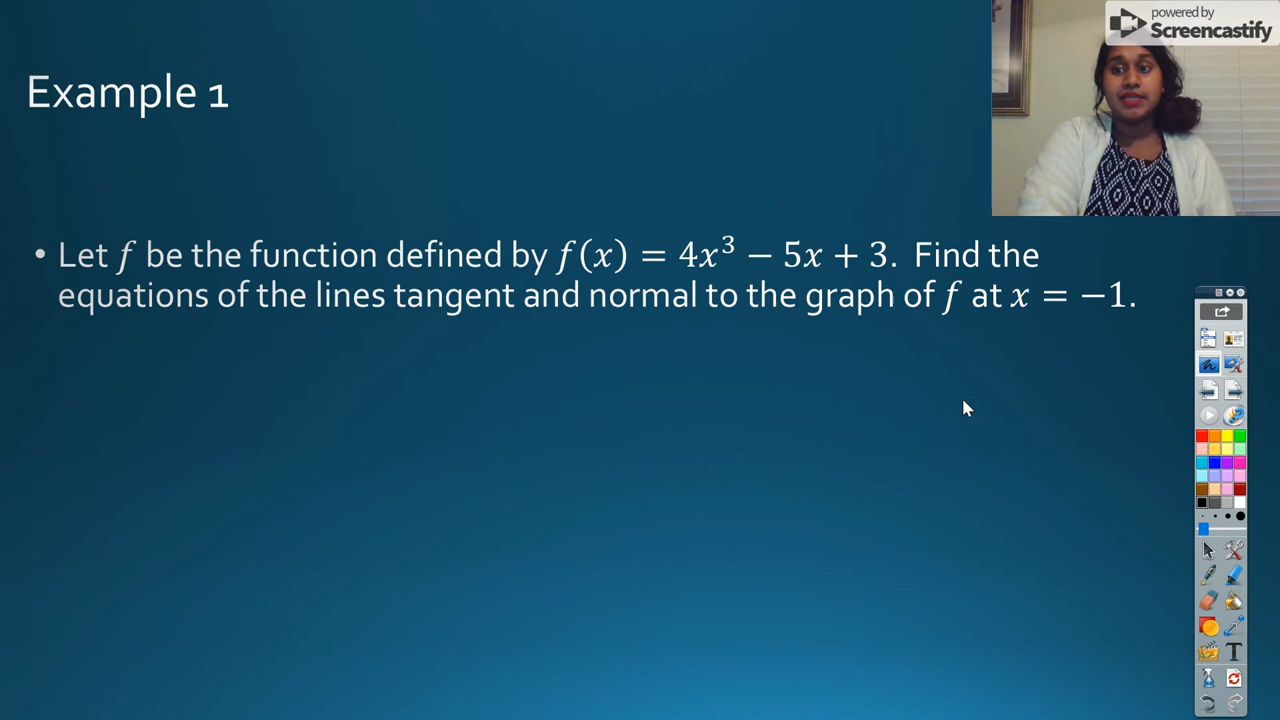 powered by
Screencastify
Example 1
• Let f be the function defined by f(x) = 4x³ − 5x + 3. Find the
equations of the lines tangent and normal to the graph of f at x = −1.